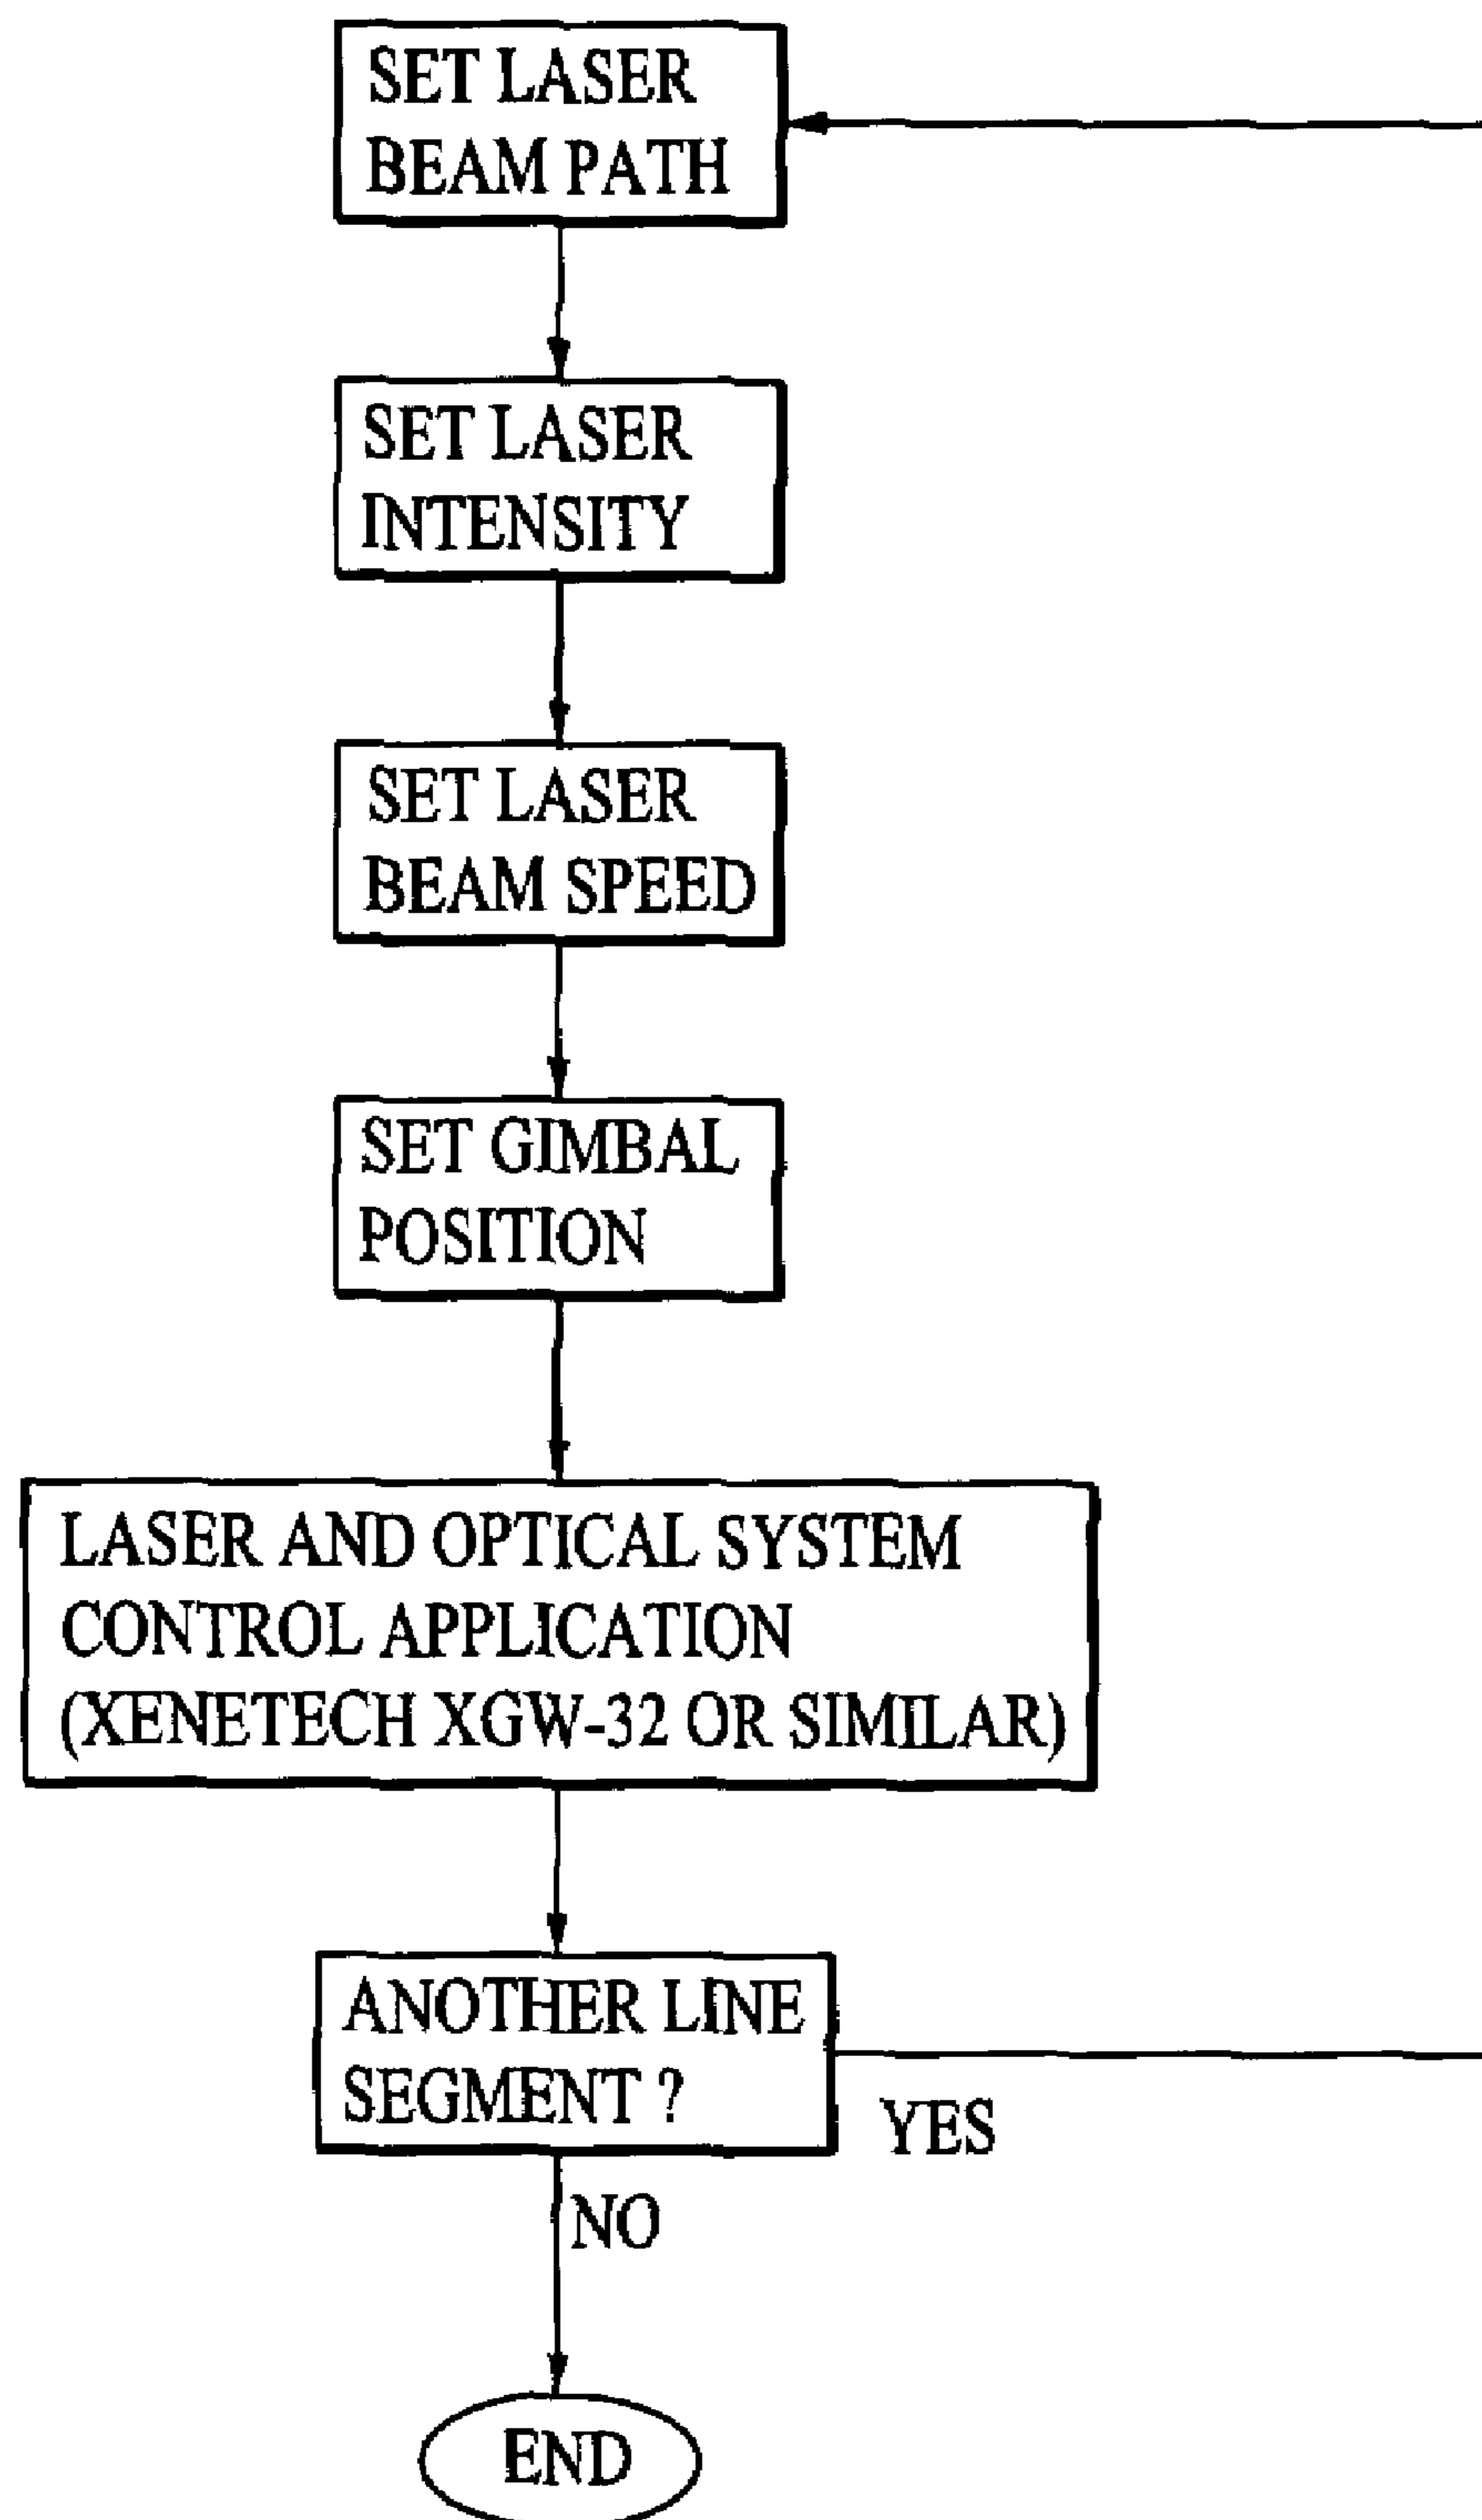 SET LASER
BEAM PATH
SET LASER
INTENSITY
SET LASER
BEAM SPEED
SET GIMBAL
POSITION
LASER AND OPTICAL SYSTEM
CONTROL APPLICATION
(XENETECH XGW-32 OR SIMILAR)
ANOTHER LINE
SEGMENT ?
YES
NO
END